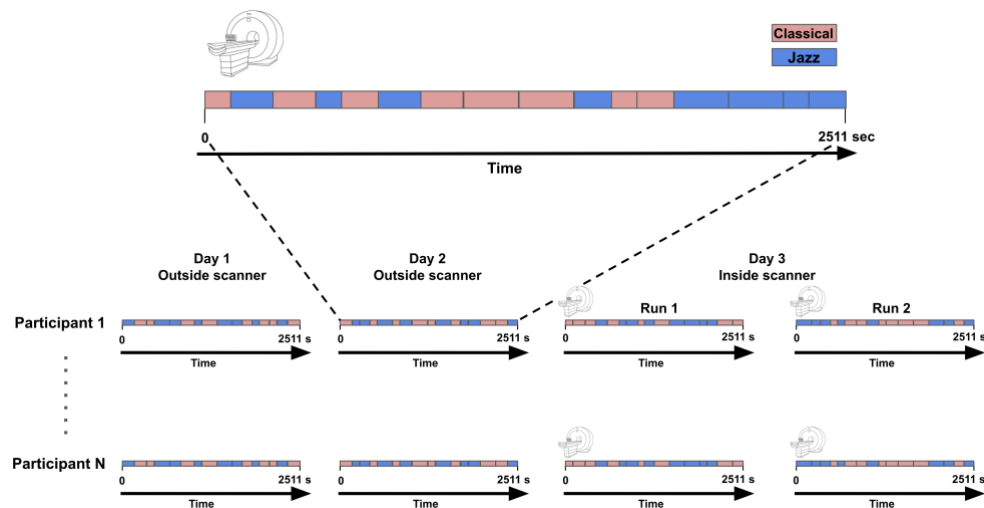 Classical
Jazz
0
2511 sec
Time
Day 1
Outside scanner
Day 2
Outside scanner
Day 3
Inside scanner
Run 1
Run 2
Participant 1
0
2511 s
Time
0
2511 s
Time
0
2511 s
Time
0
2511 s
Time
Participant N
0
2511 s
Time
0
2511 s
Time
0
2511 s
Time
0
2511 s
Time